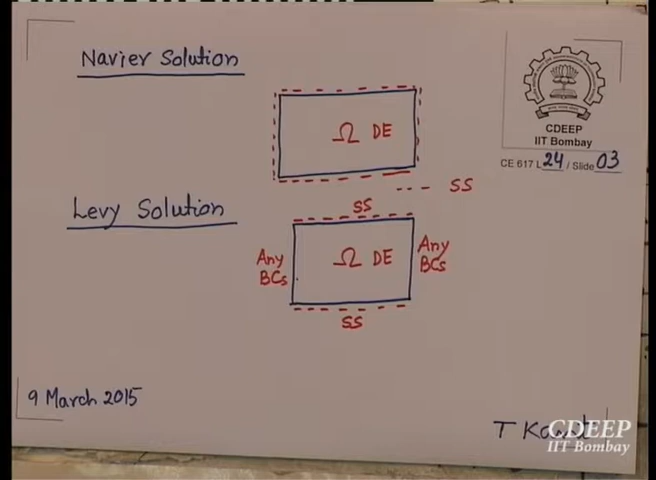 Navier Solution
Ω DE
CDEEP
IIT Bombay
CE 617 L 24 / Slide 03
---- SS
Levy Solution
SS
Any BCs
Ω DE
Any BCs
SS
9 March 2015
T Kant
CDEEP
IIT Bombay